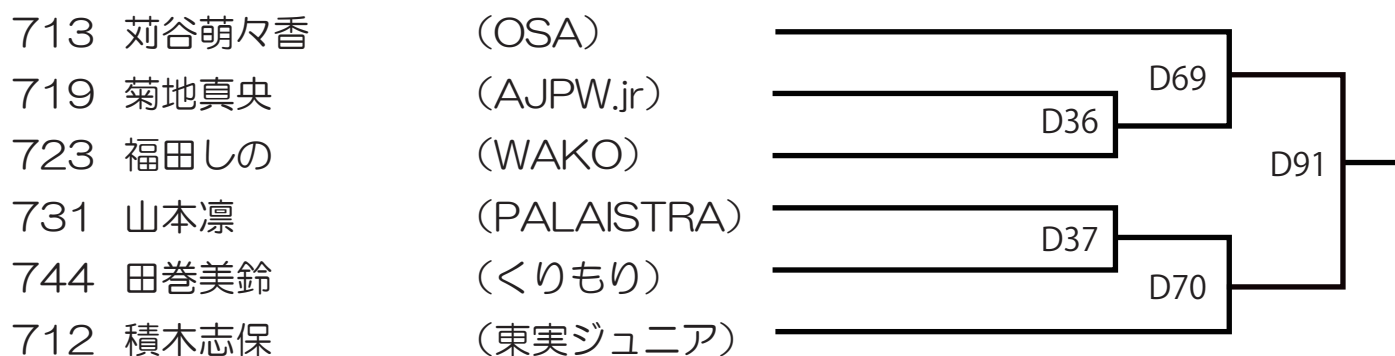 713 苅谷萌々香 （OSA）
719 菊地真央 （AJPW.jr）
723 福田しの （WAKO）
731 山本凛 （PALAISTRA）
744 田巻美鈴 （くりもり）
712 積木志保 （東実ジュニア）
D69
D36
D91
D37
D70